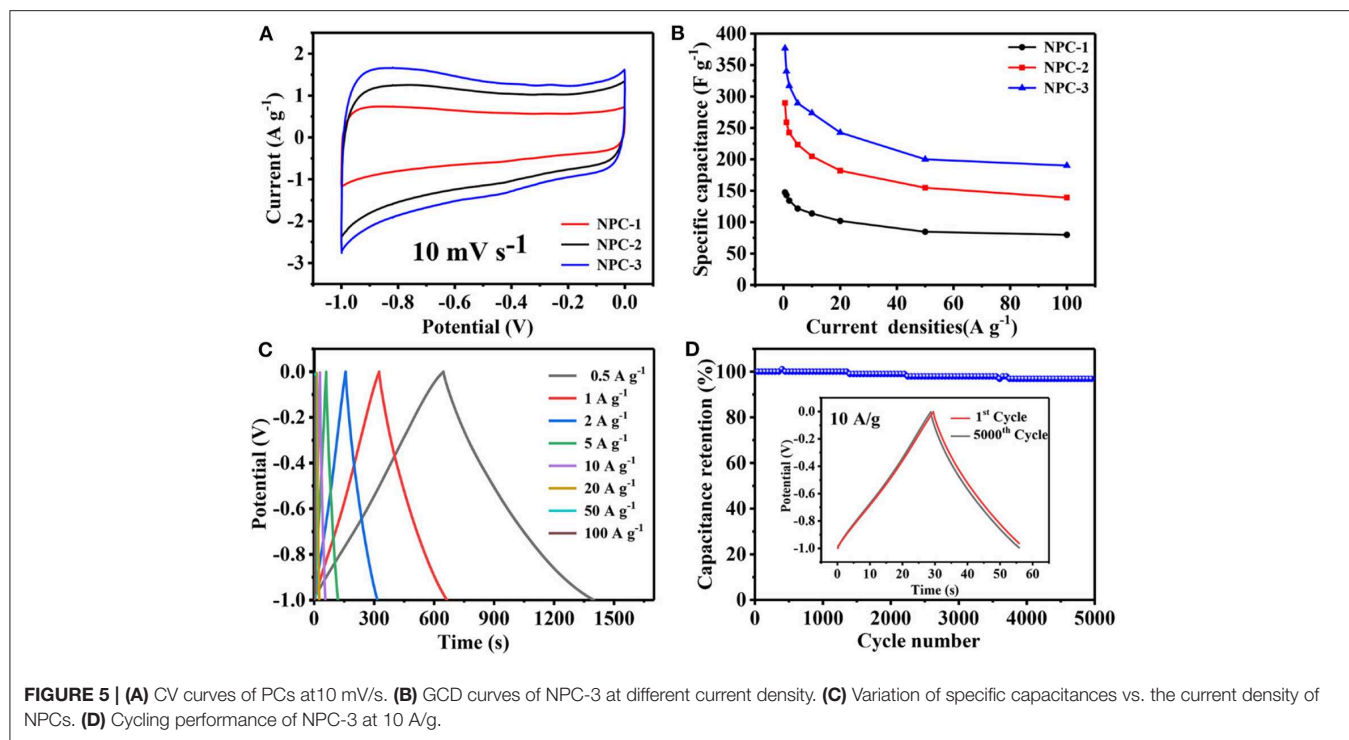 A
2
1
0
-1
-2
-3
Current (A g-1)
-1.0 -0.8 -0.6 -0.4 -0.2 0.0
Potential (V)
10 mV s-1
NPC-1
NPC-2
NPC-3
B
400
350
300
250
200
150
100
50
0
Specific capacitance (F g-1)
0 20 40 60 80 100
Current densities(A g-1)
NPC-1
NPC-2
NPC-3
C
0.0
-0.2
-0.4
-0.6
-0.8
-1.0
Potential (V)
0 300 600 900 1200 1500
Time (s)
0.5 A g-1
1 A g-1
2 A g-1
5 A g-1
10 A g-1
20 A g-1
50 A g-1
100 A g-1
D
120
100
80
60
40
20
0
Capacitance retention (%)
0 1000 2000 3000 4000 5000
Cycle number
10 A/g
1st Cycle
5000th Cycle
0.0
-0.2
-0.4
-0.6
-0.8
-1.0
Potential (V)
0 10 20 30 40 50 60
Time (s)
FIGURE 5 | (A) CV curves of PCs at10 mV/s. (B) GCD curves of NPC-3 at different current density. (C) Variation of specific capacitances vs. the current density of
NPCs. (D) Cycling performance of NPC-3 at 10 A/g.